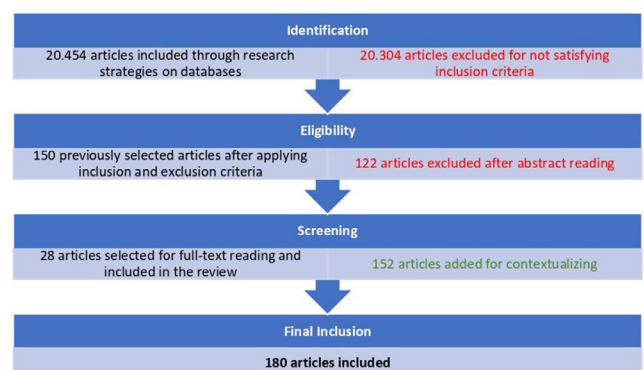 Identification
20.454 articles included through research
strategies on databases
20.304 articles excluded for not satisfying
inclusion criteria
Eligibility
150 previously selected articles after applying
inclusion and exclusion criteria
122 articles excluded after abstract reading
Screening
28 articles selected for full-text reading and
included in the review
152 articles added for contextualizing
Final Inclusion
180 articles included